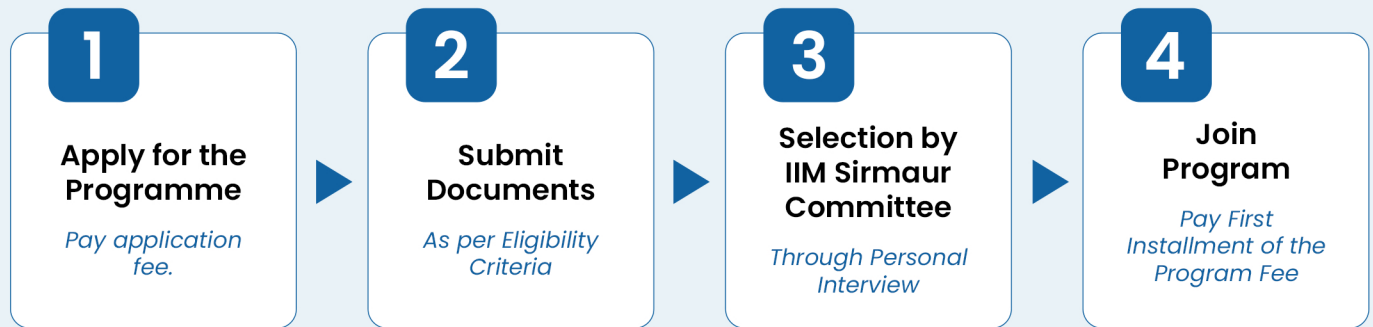 1
Apply for the
Programme
Pay application
fee.
2
Submit
Documents
As per Eligibility
Criteria
3
Selection by
IIM Sirmaur
Committee
Through Personal
Interview
4
Join
Program
Pay First
Installment of the
Program Fee